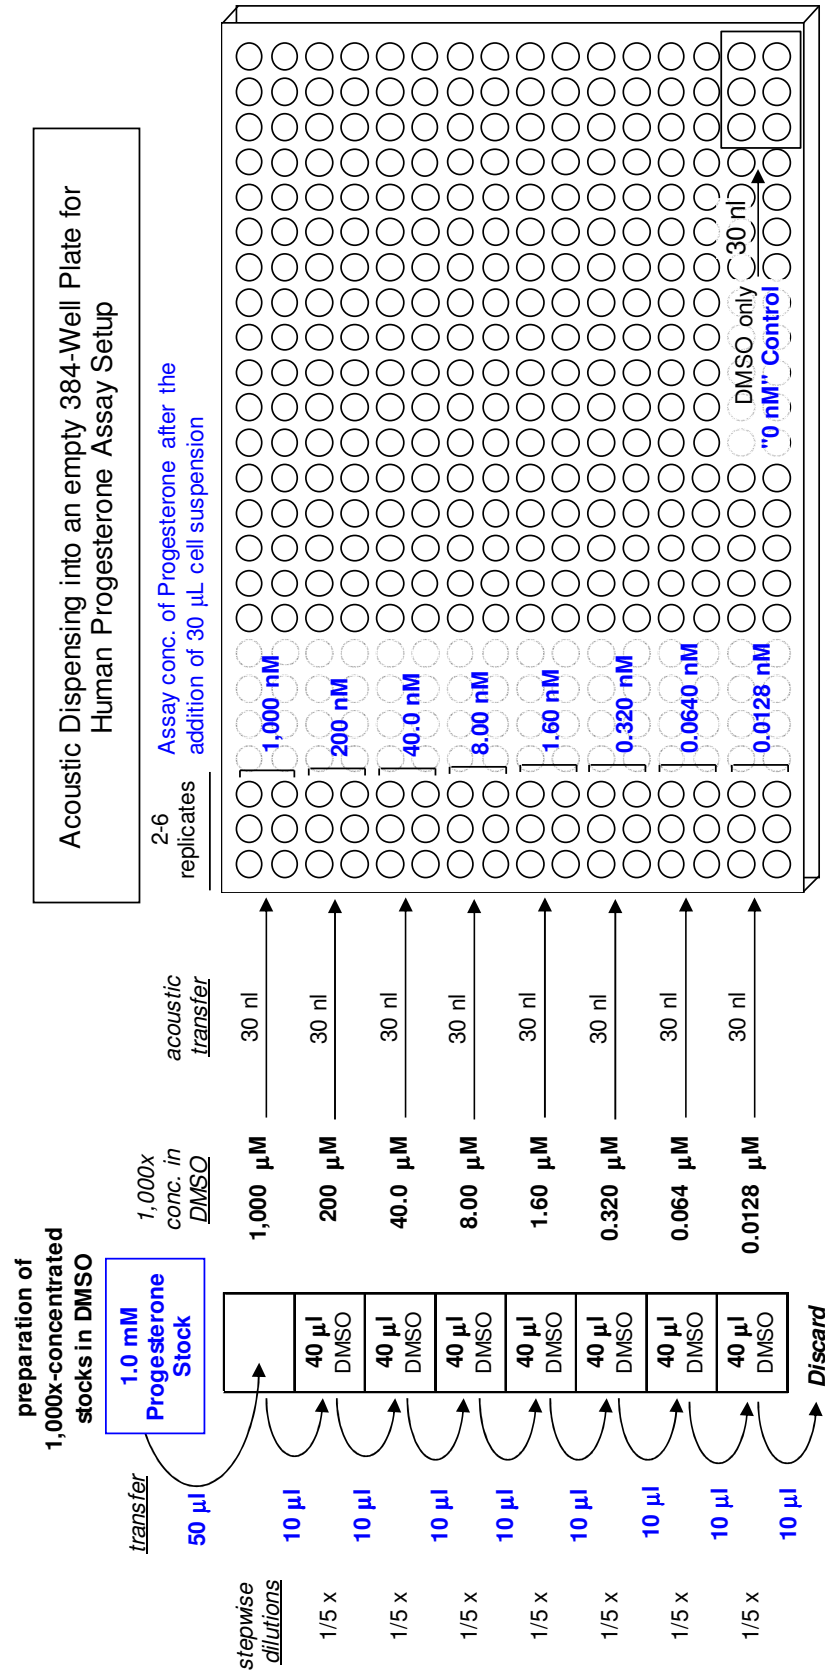 Acoustic Dispensing into an empty 384-Well Plate for
Human Progesterone Assay Setup
preparation of
1,000x-concentrated
stocks in DMSO
1.0 mM
Progesterone
Stock
transfer
50 µl
stepwise
dilutions
1,000x
conc. in
DMSO
acoustic
transfer
2-6
replicates
Assay conc. of Progesterone after the
addition of 30 µL cell suspension
1,000 µM
30 nl
1,000 nM
10 µl
1/5 x
40 µl
DMSO
200 µM
30 nl
200 nM
10 µl
1/5 x
40 µl
DMSO
40.0 µM
30 nl
40.0 nM
10 µl
1/5 x
40 µl
DMSO
8.00 µM
30 nl
8.00 nM
10 µl
1/5 x
40 µl
DMSO
1.60 µM
30 nl
1.60 nM
10 µl
1/5 x
40 µl
DMSO
0.320 µM
30 nl
0.320 nM
10 µl
1/5 x
40 µl
DMSO
0.064 µM
30 nl
0.0640 nM
10 µl
1/5 x
40 µl
DMSO
0.0128 µM
30 nl
0.0128 nM
DMSO only 30 nl
"0 nM" Control
10 µl
Discard